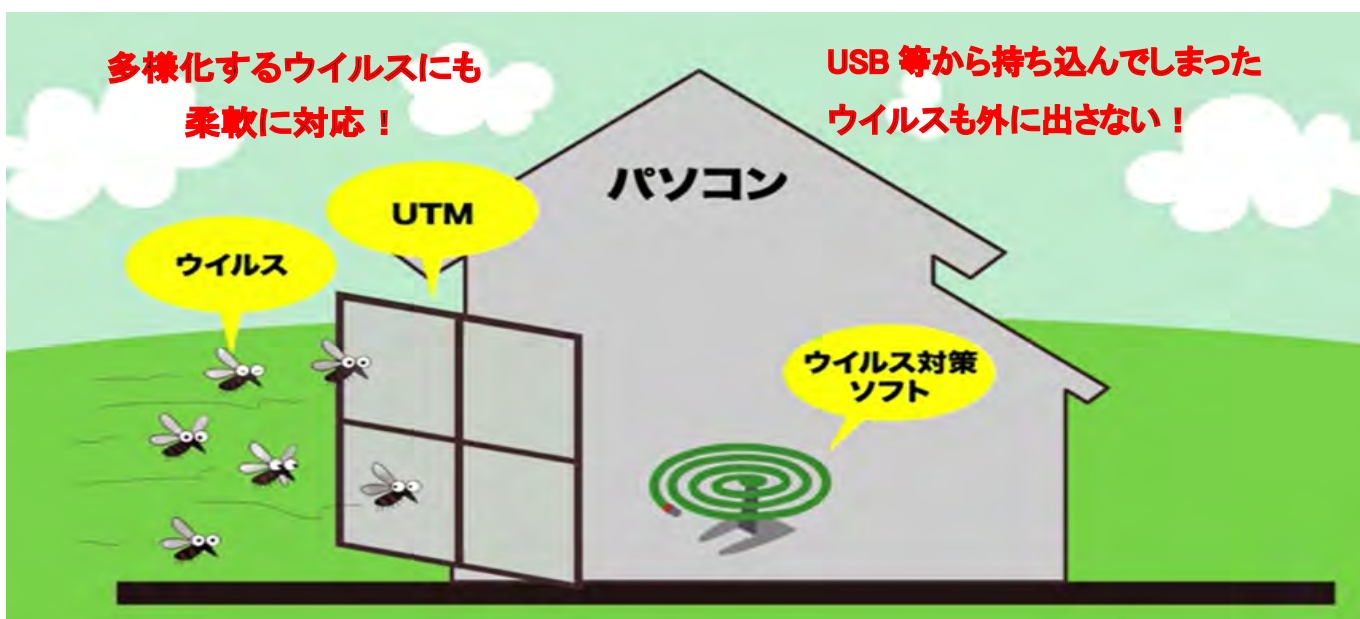 多様化するウイルスにも
柔軟に対応！
USB 等から持ち込んでしまった
ウイルスも外に出さない！
パソコン
UTM
ウイルス
ウイルス対策
ソフト